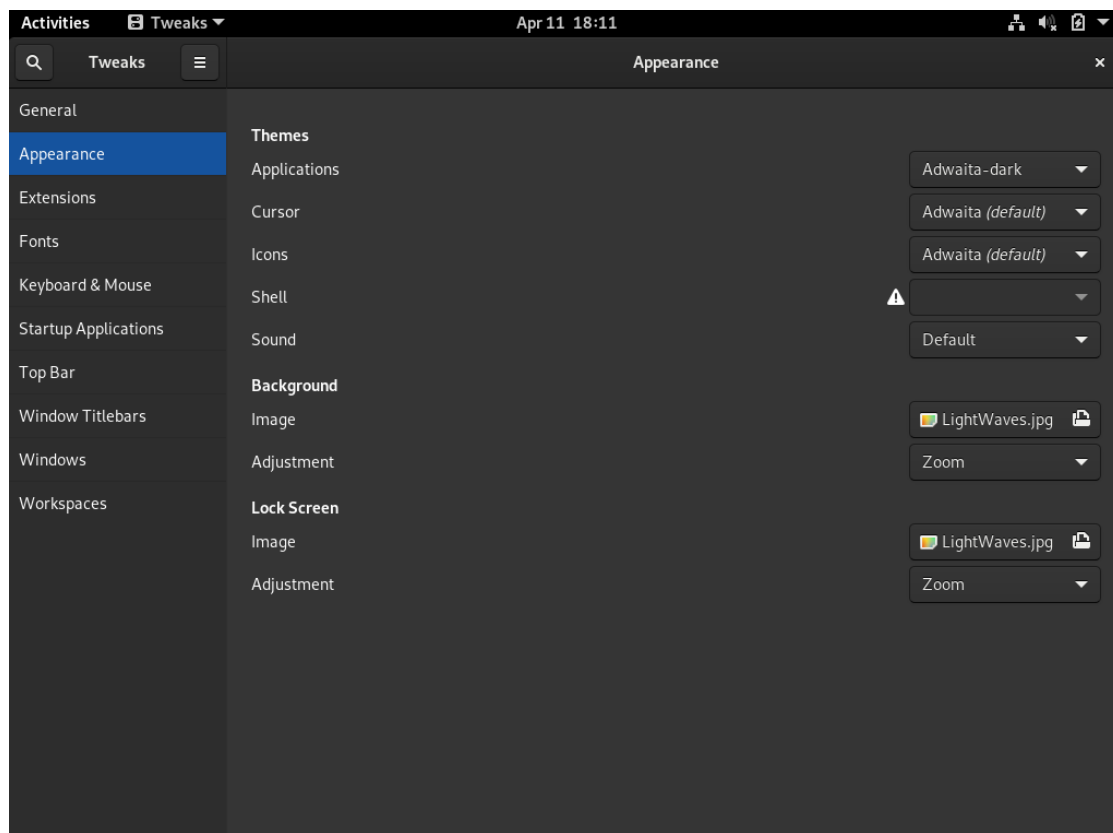 Activities Tweaks Apr 11 18:11
Tweaks Appearance
General
Appearance
Extensions
Fonts
Keyboard & Mouse
Startup Applications
Top Bar
Window Titlebars
Windows
Workspaces
Themes
Applications Adwaita-dark
Cursor Adwaita (default)
Icons Adwaita (default)
Shell
Sound Default
Background
Image LightWaves.jpg
Adjustment Zoom
Lock Screen
Image LightWaves.jpg
Adjustment Zoom